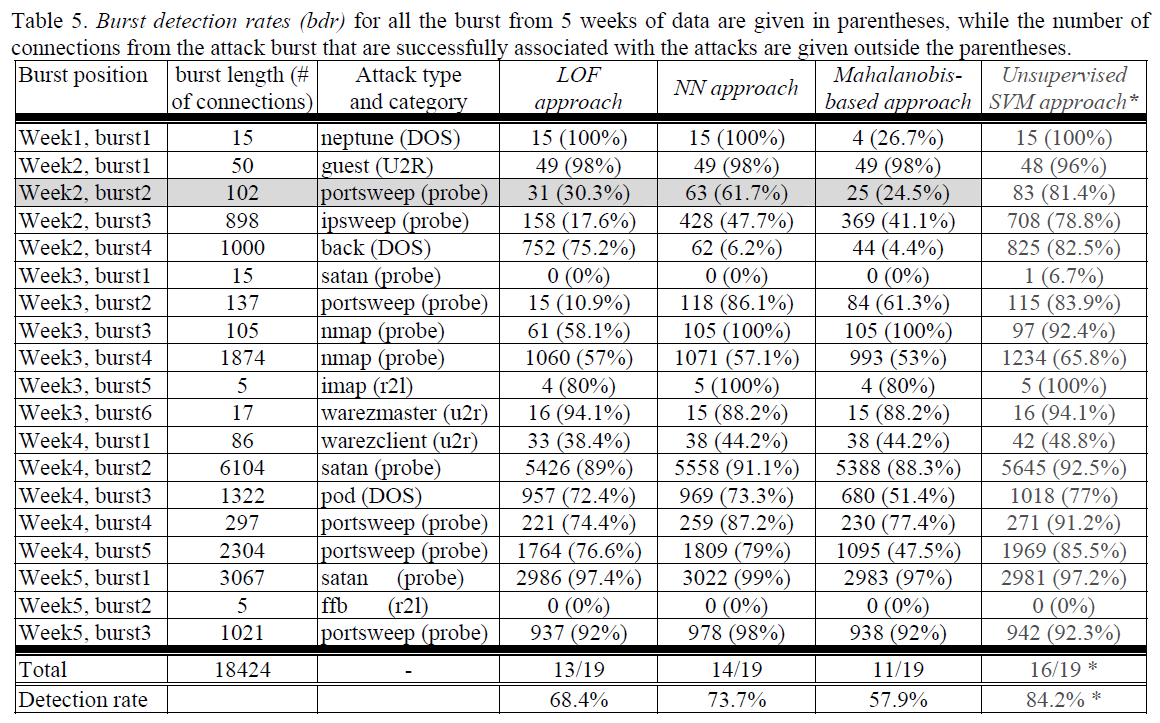 Table 5. Burst detection rates (bdr) for all the burst from 5 weeks of data are given in parentheses, while the number of
connections from the attack burst that are successfully associated with the attacks are given outside the parentheses.
Burst position burst length (# of connections) Attack type and category LOF approach NN approach Mahalanobis-based approach Unsupervised SVM approach*
Week1, burst1 15 neptune (DOS) 15 (100%) 15 (100%) 4 (26.7%) 15 (100%)
Week2, burst1 50 guest (U2R) 49 (98%) 49 (98%) 49 (98%) 48 (96%)
Week2, burst2 102 portsweep (probe) 31 (30.3%) 63 (61.7%) 25 (24.5%) 83 (81.4%)
Week2, burst3 898 ipsweep (probe) 158 (17.6%) 428 (47.7%) 369 (41.1%) 708 (78.8%)
Week2, burst4 1000 back (DOS) 752 (75.2%) 62 (6.2%) 44 (4.4%) 825 (82.5%)
Week3, burst1 15 satan (probe) 0 (0%) 0 (0%) 0 (0%) 1 (6.7%)
Week3, burst2 137 portsweep (probe) 15 (10.9%) 118 (86.1%) 84 (61.3%) 115 (83.9%)
Week3, burst3 105 nmap (probe) 61 (58.1%) 105 (100%) 105 (100%) 97 (92.4%)
Week3, burst4 1874 nmap (probe) 1060 (57%) 1071 (57.1%) 993 (53%) 1234 (65.8%)
Week3, burst5 5 imap (r2l) 4 (80%) 5 (100%) 4 (80%) 5 (100%)
Week3, burst6 17 warezmaster (u2r) 16 (94.1%) 15 (88.2%) 15 (88.2%) 16 (94.1%)
Week4, burst1 86 warezclient (u2r) 33 (38.4%) 38 (44.2%) 38 (44.2%) 42 (48.8%)
Week4, burst2 6104 satan (probe) 5426 (89%) 5558 (91.1%) 5388 (88.3%) 5645 (92.5%)
Week4, burst3 1322 pod (DOS) 957 (72.4%) 969 (73.3%) 680 (51.4%) 1018 (77%)
Week4, burst4 297 portsweep (probe) 221 (74.4%) 259 (87.2%) 230 (77.4%) 271 (91.2%)
Week4, burst5 2304 portsweep (probe) 1764 (76.6%) 1809 (79%) 1095 (47.5%) 1969 (85.5%)
Week5, burst1 3067 satan (probe) 2986 (97.4%) 3022 (99%) 2983 (97%) 2981 (97.2%)
Week5, burst2 5 ffb (r2l) 0 (0%) 0 (0%) 0 (0%) 0 (0%)
Week5, burst3 1021 portsweep (probe) 937 (92%) 978 (98%) 938 (92%) 942 (92.3%)
Total 18424 - 13/19 14/19 11/19 16/19 *
Detection rate 68.4% 73.7% 57.9% 84.2% *